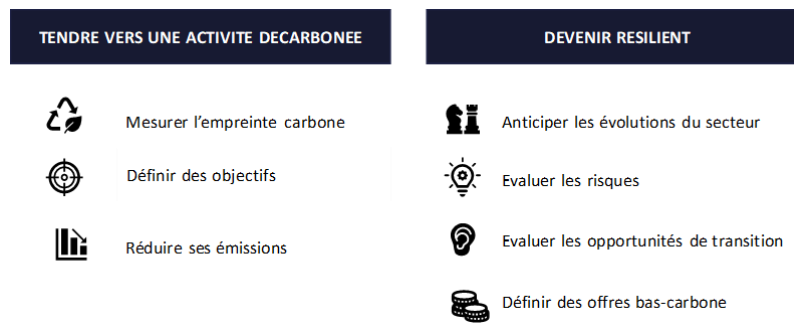 TENDRE VERS UNE ACTIVITE DECARBONEE
Mesurer l’empreinte carbone
Définir des objectifs
Réduire ses émissions
DEVENIR RESILIENT
Anticiper les évolutions du secteur
Evaluer les risques
Evaluer les opportunités de transition
Définir des offres bas-carbone